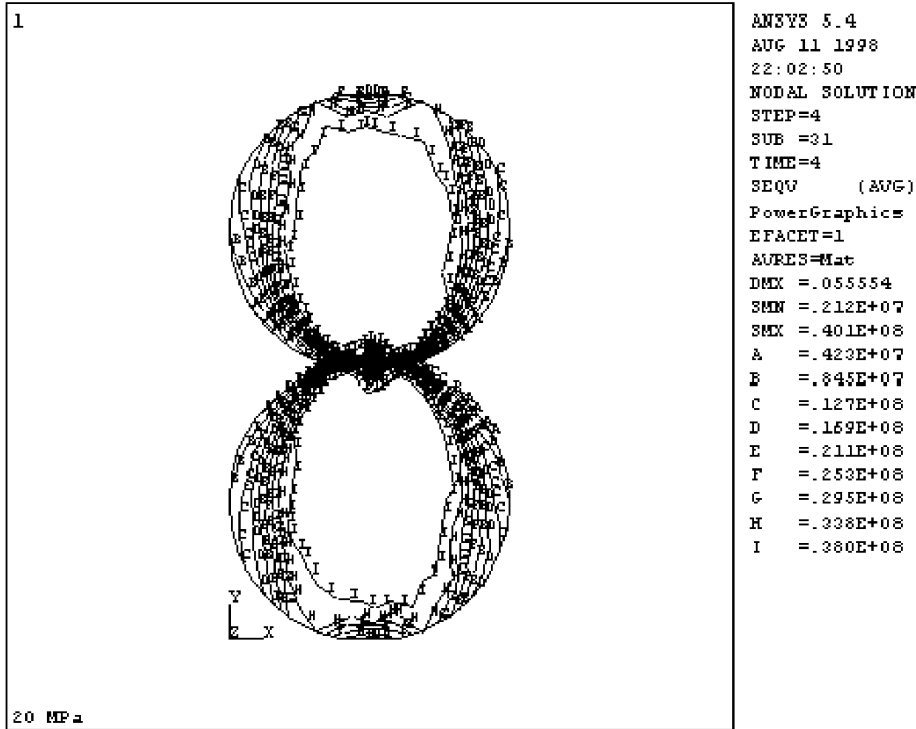 1
ANSYS 5.4
AUG 11 1998
22:02:50
NODAL SOLUTION
STEP=4
SUB =31
TIME=4
SEQV (AVG)
PowerGraphics
EFACET=1
AVRES=Mat
DMX =.055554
SMN =.212E+07
SMX =.401E+08
A =.423E+07
B =.845E+07
C =.127E+08
D =.169E+08
E =.211E+08
F =.253E+08
G =.295E+08
H =.338E+08
I =.380E+08
Y
Z X
20 MPa